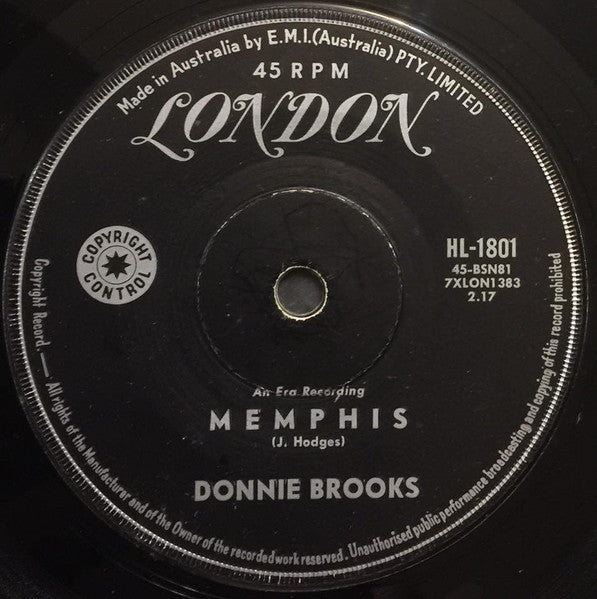 Made in Australia by E.M.I.(Australia) PTY. LIMITED
45 RPM
LONDON
COPYRIGHT CONTROL
HL-1801
45-BSN81
7XLON1383
2.17
An Era Recording
MEMPHIS
(J. Hodges)
DONNIE BROOKS
Copyright Record. — All rights of the Manufacturer and of the Owner of the recorded work reserved. Unauthorised public performance broadcasting and copying of this record prohibited